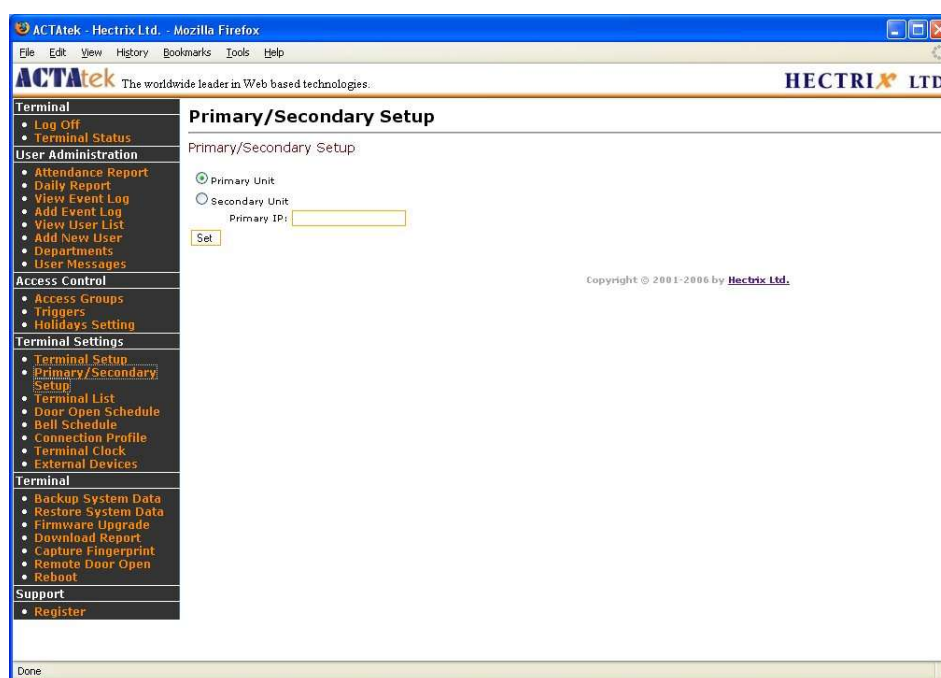 ACTAtek - Hectrix Ltd. - Mozilla Firefox
File Edit View History Bookmarks Tools Help
ACTAtek The worldwide leader in Web based technologies.
HECTRIX LTD
Terminal
Log Off
Terminal Status
User Administration
Attendance Report
Daily Report
View Event Log
Add Event Log
View User List
Add New User
Departments
User Messages
Access Control
Access Groups
Triggers
Holidays Setting
Terminal Settings
Terminal Setup
Primary/Secondary
Setup
Terminal List
Door Open Schedule
Bell Schedule
Connection Profile
Terminal Clock
External Devices
Terminal
Backup System Data
Restore System Data
Firmware Upgrade
Download Report
Capture Fingerprint
Remote Door Open
Reboot
Support
Register
Primary/Secondary Setup
Primary/Secondary Setup
Primary Unit
Secondary Unit
Primary IP:
Set
Copyright © 2001-2006 by Hectrix Ltd.
Done